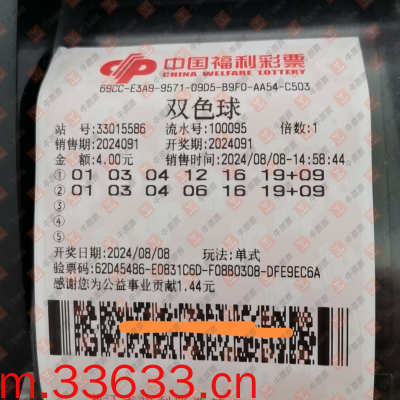 中国福利彩票
CHINA WELFARE LOTTERY
69CC-E3A9-9571-09D5-B9F0-AA54-C503
双色球
站 号:33015586 流水号:100095 倍数:1
销售期:2024091 开奖期:2024091
金 额:4.00元 销售时间:2024/08/08-14:58:44
① 01 03 04 12 16 19+09
② 01 03 04 06 16 19+09
③
④
⑤
开奖日期:2024/08/08 玩法:单式
验票码:62D45486-E0831C6D-F08B0308-DFE9EC6A
感谢您为公益事业贡献1.44元
m.33633.cn